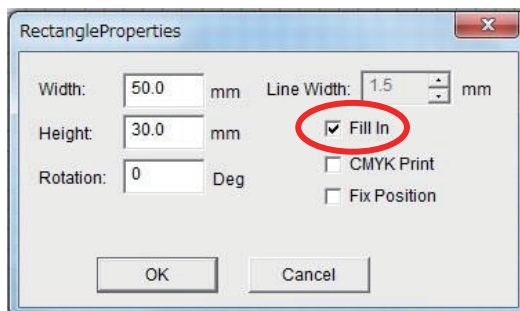 RectangleProperties
Width: 50.0 mm Line Width: 1.5 mm
Height: 30.0 mm Fill In
CMYK Print
Rotation: 0 Deg
Fix Position
OK Cancel